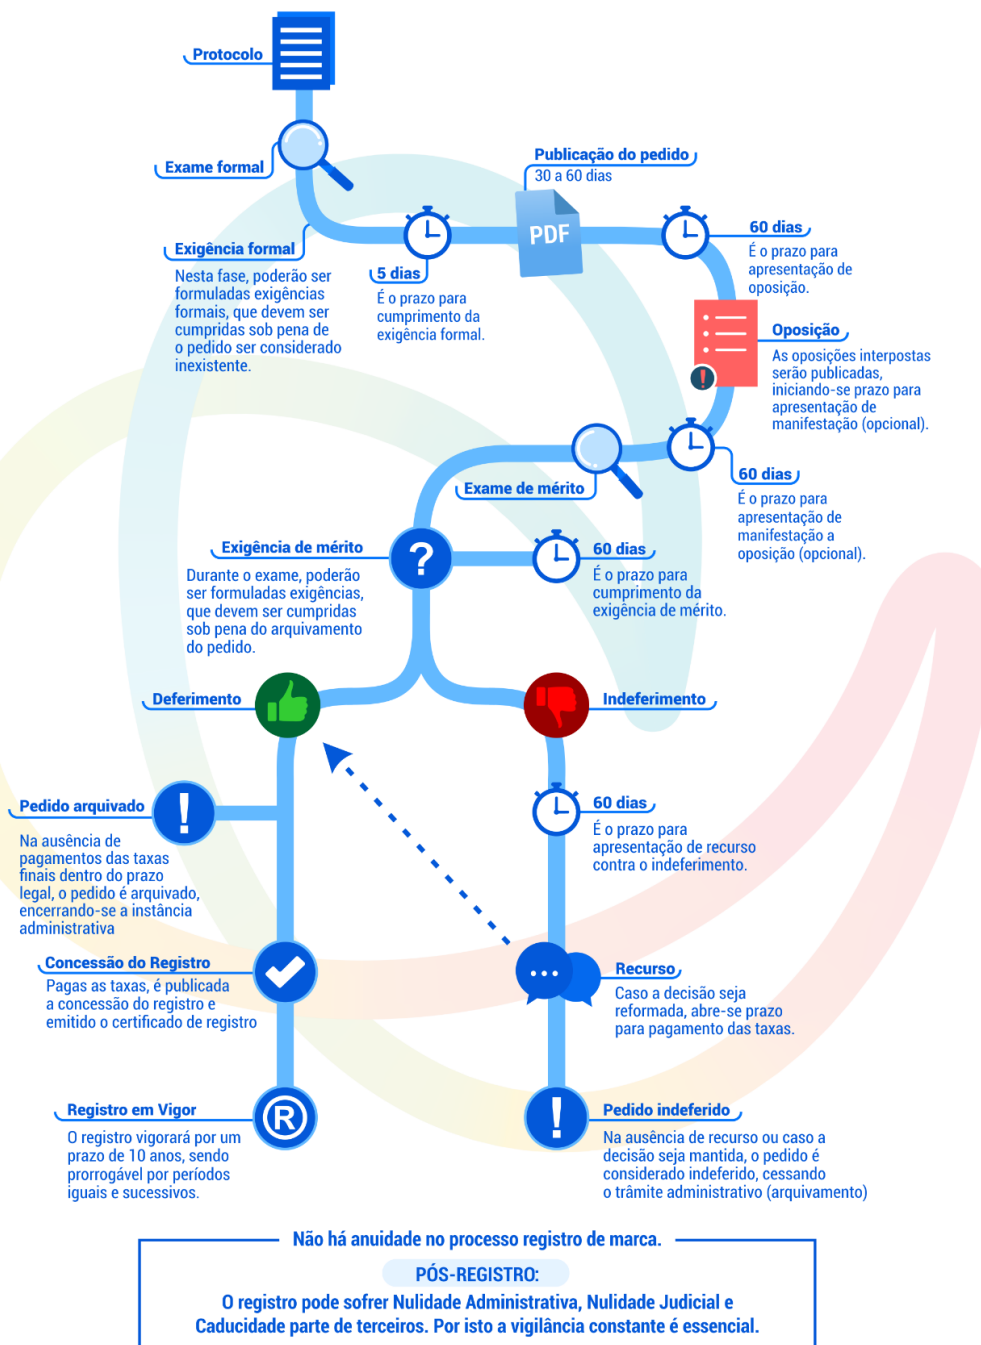 Protocolo
Exame formal
Publicação do pedido
30 a 60 dias
PDF
Exigência formal
Nesta fase, poderão ser
formuladas exigências
formais, que devem ser
cumpridas sob pena de
o pedido ser considerado
inexistente.
5 dias
É o prazo para
cumprimento da
exigência formal.
60 dias
É o prazo para
apresentação de
oposição.
Oposição
As oposições interpostas
serão publicadas,
iniciando-se prazo para
apresentação de
manifestação (opcional).
!
60 dias
É o prazo para
apresentação de
manifestação a
oposição (opcional).
Exame de mérito
Exigência de mérito
Durante o exame, poderão
ser formuladas exigências,
que devem ser cumpridas
sob pena do arquivamento
do pedido.
?
60 dias
É o prazo para
cumprimento da
exigência de mérito.
Deferimento
Indeferimento
Pedido arquivado
!
Na ausência de
pagamentos das taxas
finais dentro do prazo
legal, o pedido é arquivado,
encerrando-se a instância
administrativa
60 dias
É o prazo para
apresentação de recurso
contra o indeferimento.
Concessão do Registro
Pagas as taxas, é publicada
a concessão do registro e
emitido o certificado de registro
Recurso
Caso a decisão seja
reformada, abre-se prazo
para pagamento das taxas.
Registro em Vigor
®
O registro vigorará por um
prazo de 10 anos, sendo
prorrogável por períodos
iguais e sucessivos.
!
Pedido indeferido
Na ausência de recurso ou caso a
decisão seja mantida, o pedido é
considerado indeferido, cessando
o trâmite administrativo (arquivamento)
Não há anuidade no processo registro de marca.
PÓS-REGISTRO:
O registro pode sofrer Nulidade Administrativa, Nulidade Judicial e
Caducidade parte de terceiros. Por isto a vigilância constante é essencial.